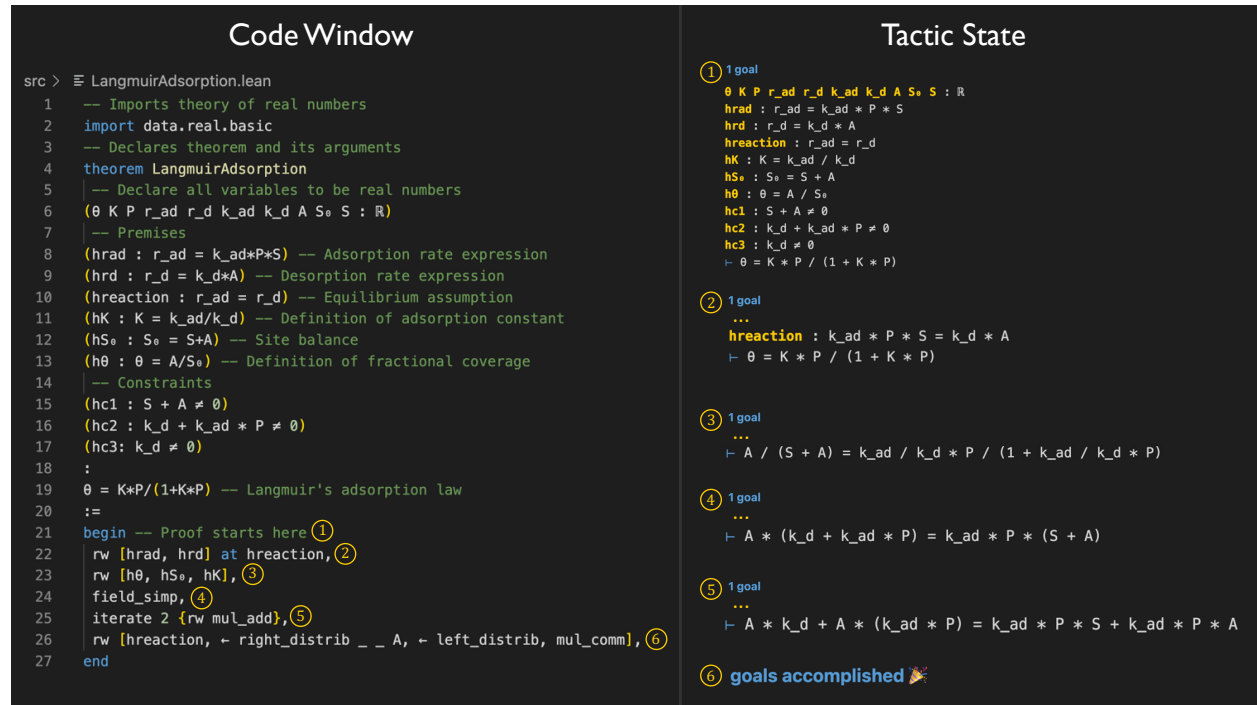 Code Window
src > LangmuirAdsorption.lean
1 -- Imports theory of real numbers
2 import data.real.basic
3 -- Declares theorem and its arguments
4 theorem LangmuirAdsorption
5 -- Declare all variables to be real numbers
6 (θ K P r_ad r_d k_ad k_d A S₀ S : ℝ)
7 -- Premises
8 (hrad : r_ad = k_ad*P*S) -- Adsorption rate expression
9 (hrd : r_d = k_d*A) -- Desorption rate expression
10 (hreaction : r_ad = r_d) -- Equilibrium assumption
11 (hK : K = k_ad/k_d) -- Definition of adsorption constant
12 (hS₀ : S₀ = S+A) -- Site balance
13 (hθ : θ = A/S₀) -- Definition of fractional coverage
14 -- Constraints
15 (hc1 : S + A ≠ 0)
16 (hc2 : k_d + k_ad * P ≠ 0)
17 (hc3: k_d ≠ 0)
18 :
19 θ = K*P/(1+K*P) -- Langmuir's adsorption law
20 :=
21 begin -- Proof starts here ①
22 rw [hrad, hrd] at hreaction, ②
23 rw [hθ, hS₀, hK], ③
24 field_simp, ④
25 iterate 2 {rw mul_add}, ⑤
26 rw [hreaction, ← right_distrib _ _ A, ← left_distrib, mul_comm], ⑥
27 end
Tactic State
① 1 goal
θ K P r_ad r_d k_ad k_d A S₀ S : ℝ
hrad : r_ad = k_ad * P * S
hrd : r_d = k_d * A
hreaction : r_ad = r_d
hK : K = k_ad / k_d
hS₀ : S₀ = S + A
hθ : θ = A / S₀
hc1 : S + A ≠ 0
hc2 : k_d + k_ad * P ≠ 0
hc3 : k_d ≠ 0
⊢ θ = K * P / (1 + K * P)
② 1 goal
...
hreaction : k_ad * P * S = k_d * A
⊢ θ = K * P / (1 + K * P)
③ 1 goal
...
⊢ A / (S + A) = k_ad / k_d * P / (1 + k_ad / k_d * P)
④ 1 goal
...
⊢ A * (k_d + k_ad * P) = k_ad * P * (S + A)
⑤ 1 goal
...
⊢ A * k_d + A * (k_ad * P) = k_ad * P * S + k_ad * P * A
⑥ goals accomplished 🎉